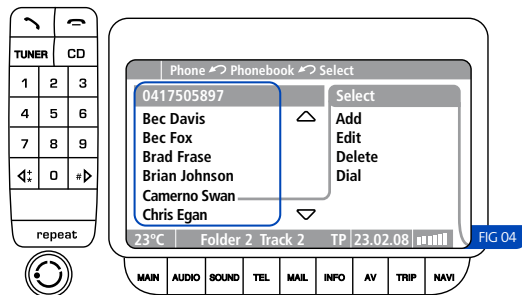 TUNER CD
1 2 3
4 5 6
7 8 9
* 0 #
repeat
Phone Phonebook Select
0417505897
Bec Davis
Bec Fox
Brad Frase
Brian Johnson
Camerno Swan
Chris Egan
Select
Add
Edit
Delete
Dial
23°C Folder 2 Track 2 TP 23.02.08
MAIN AUDIO SOUND TEL MAIL INFO AV TRIP NAVI
FIG 04